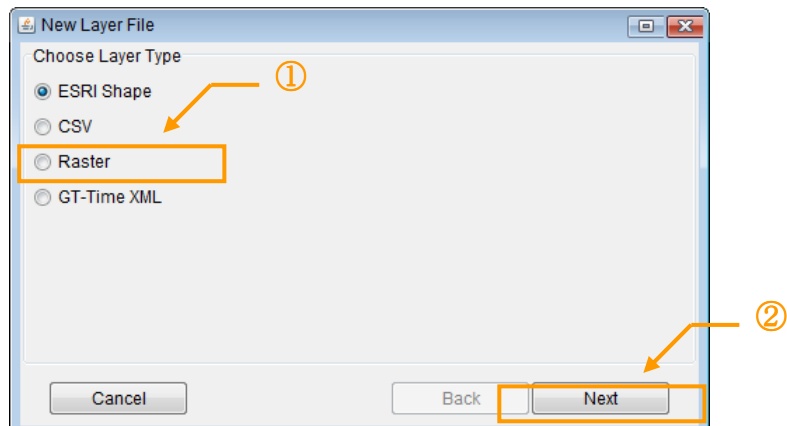 New Layer File
Choose Layer Type
①
ESRI Shape
CSV
Raster
GT-Time XML
②
Cancel Back Next